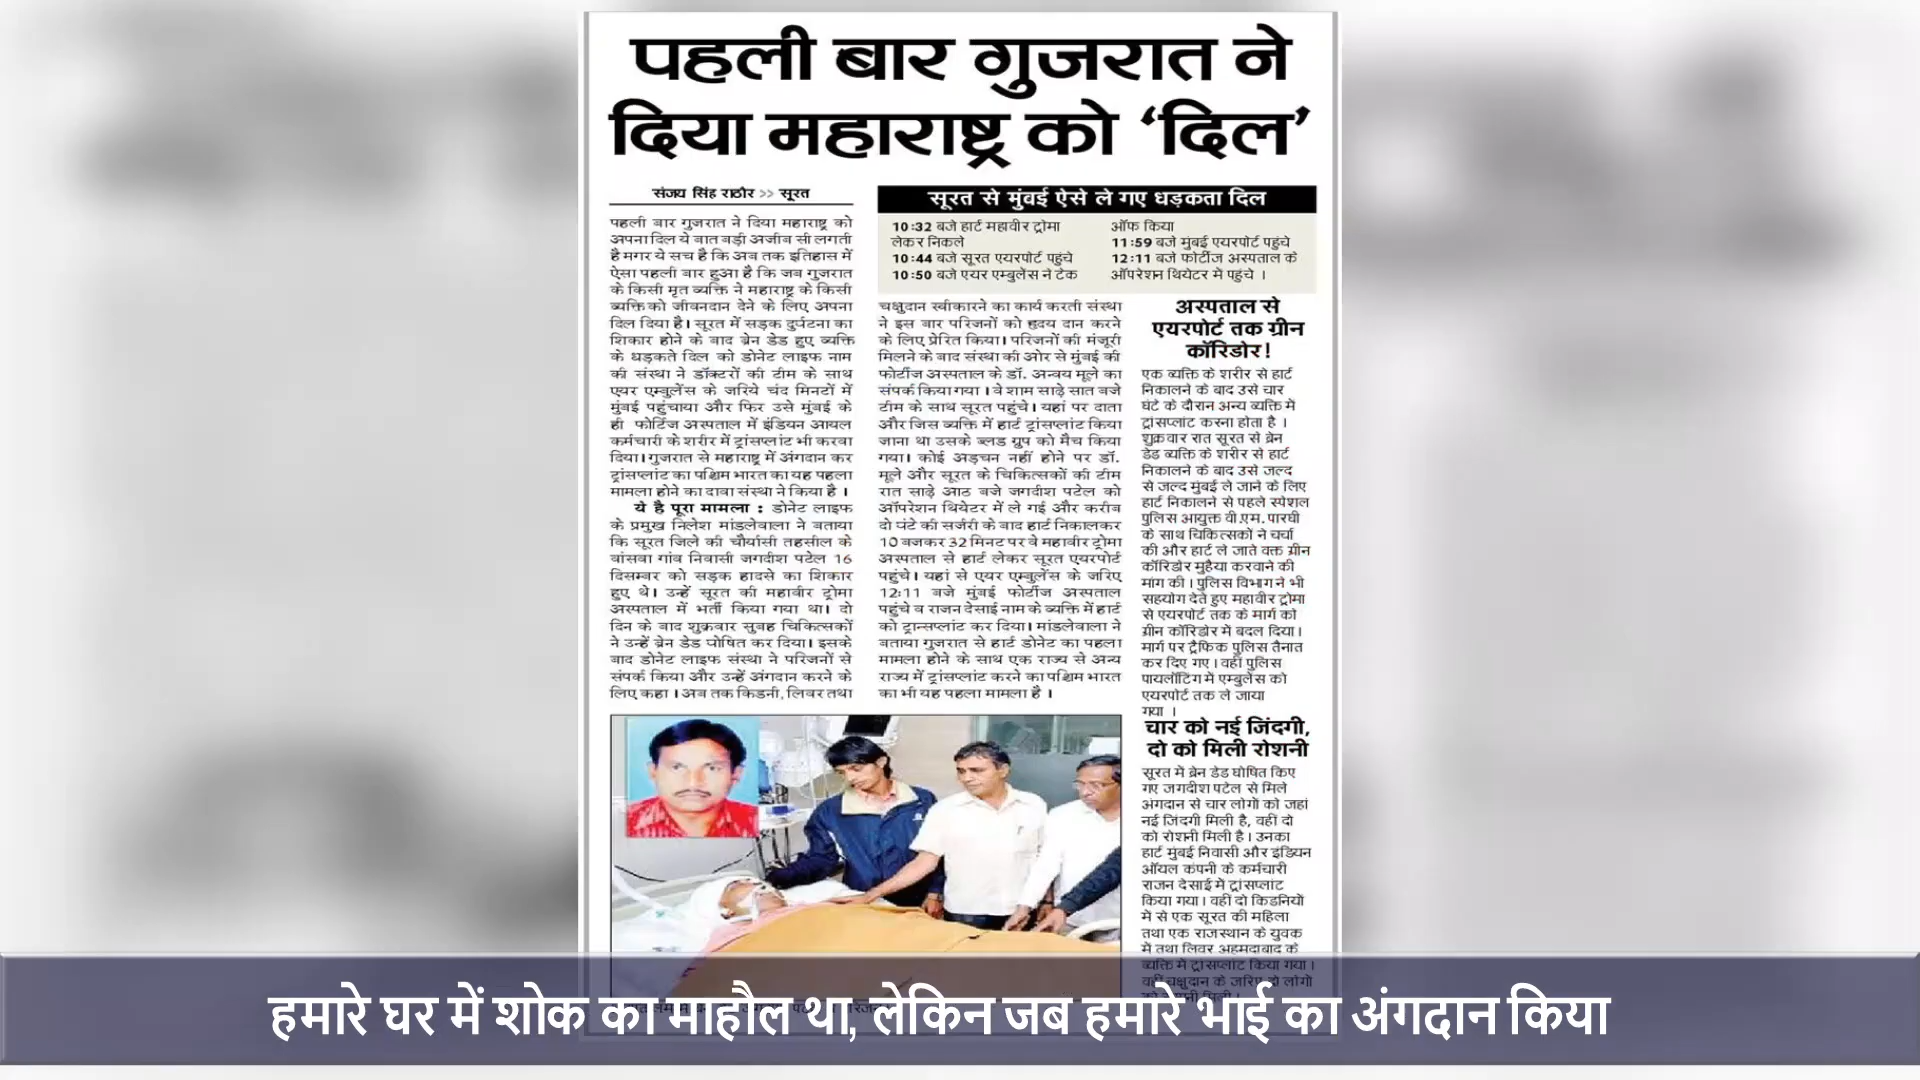 पहली बार गुजरात ने
दिया महाराष्ट्र को ‘दिल’
संजय सिंह राठौर >> सूरत
पहली बार गुजरात ने दिया महाराष्ट्र को
अपना दिल ये बात बड़ी अजीब सी लगती
है मगर ये सच है कि अब तक इतिहास में
ऐसा पहली बार हुआ है कि जब गुजरात
के किसी मृत व्यक्ति ने महाराष्ट्र के किसी
व्यक्ति को जीवनदान देने के लिए अपना
दिल दिया है। सूरत में सड़क दुर्घटना का
शिकार होने के बाद ब्रेन डेड हुए व्यक्ति
के धड़कते दिल को डोनेट लाइफ नाम
की संस्था ने डॉक्टरों की टीम के साथ
एयर एम्बुलेंस के जरिये चंद मिनटों में
मुंबई पहुंचाया और फिर उसे मुंबई के
ही फोर्टिज अस्पताल में इंडियन आयल
कर्मचारी के शरीर में ट्रांसप्लांट भी करवा
दिया। गुजरात से महाराष्ट्र में अंगदान कर
ट्रांसप्लांट का पश्चिम भारत का यह पहला
मामला होने का दावा संस्था ने किया है ।
ये है पूरा मामला : डोनेट लाइफ
के प्रमुख निलेश मांडलेवाला ने बताया
कि सूरत जिले की चौर्यासी तहसील के
वांसवा गांव निवासी जगदीश पटेल 16
दिसम्बर को सड़क हादसे का शिकार
हुए थे। उन्हें सूरत की महावीर ट्रोमा
अस्पताल में भर्ती किया गया था। दो
दिन के बाद शुक्रवार सुबह चिकित्सकों
ने उन्हें ब्रेन डेड घोषित कर दिया। इसके
बाद डोनेट लाइफ संस्था ने परिजनों से
संपर्क किया और उन्हें अंगदान करने के
लिए कहा । अब तक किडनी, लिवर तथा
सूरत से मुंबई ऐसे ले गए धड़कता दिल
10:32 बजे हार्ट महावीर ट्रोमा
लेकर निकले
10:44 बजे सूरत एयरपोर्ट पहुंचे
10:50 बजे एयर एम्बुलेंस ने टेक
ऑफ किया
11:59 बजे मुंबई एयरपोर्ट पहुंचे
12:11 बजे फोर्टीज अस्पताल के
ऑपरेशन थियेटर में पहुंचे ।
चक्षुदान स्वीकारने का कार्य करती संस्था
ने इस बार परिजनों को हृदय दान करने
के लिए प्रेरित किया। परिजनों की मंजूरी
मिलने के बाद संस्था की ओर से मुंबई की
फोर्टीज अस्पताल के डॉ. अन्वय मूले का
संपर्क किया गया । वे शाम साढ़े सात बजे
टीम के साथ सूरत पहुंचे। यहां पर दाता
और जिस व्यक्ति में हार्ट ट्रांसप्लांट किया
जाना था उसके ब्लड ग्रुप को मैच किया
गया। कोई अड़चन नहीं होने पर डॉ.
मूले और सूरत के चिकित्सकों की टीम
रात साढ़े आठ बजे जगदीश पटेल को
ऑपरेशन थियेटर में ले गई और करीब
दो घंटे की सर्जरी के बाद हार्ट निकालकर
10 बजकर 32 मिनट पर वे महावीर ट्रोमा
अस्पताल से हार्ट लेकर सूरत एयरपोर्ट
पहुंचे। यहां से एयर एम्बुलेंस के जरिए
12:11 बजे मुंबई फोर्टीज अस्पताल
पहुंचे व राजन देसाई नाम के व्यक्ति में हार्ट
को ट्रान्सप्लांट कर दिया। मांडलेवाला ने
बताया गुजरात से हार्ट डोनेट का पहला
मामला होने के साथ एक राज्य से अन्य
राज्य में ट्रांसप्लांट करने का पश्चिम भारत
का भी यह पहला मामला है ।
अस्पताल से
एयरपोर्ट तक ग्रीन
कॉरिडोर!
एक व्यक्ति के शरीर से हार्ट
निकालने के बाद उसे चार
घंटे के दौरान अन्य व्यक्ति में
ट्रांसप्लांट करना होता है ।
शुक्रवार रात सूरत से ब्रेन
डेड व्यक्ति के शरीर से हार्ट
निकालने के बाद उसे जल्द
से जल्द मुंबई ले जाने के लिए
हार्ट निकालने से पहले स्पेशल
पुलिस आयुक्त वी.एम. पारघी
के साथ चिकित्सकों ने चर्चा
की और हार्ट ले जाते वक्त ग्रीन
कॉरिडोर मुहैया करवाने की
मांग की । पुलिस विभाग ने भी
सहयोग देते हुए महावीर ट्रोमा
से एयरपोर्ट तक के मार्ग को
ग्रीन कॉरिडोर में बदल दिया।
मार्ग पर ट्रैफिक पुलिस तैनात
कर दिए गए । वहीं पुलिस
पायलोटिंग में एम्बुलेंस को
एयरपोर्ट तक ले जाया
गया ।
चार को नई जिंदगी,
दो को मिली रोशनी
सूरत में ब्रेन डेड घोषित किए
गए जगदीश पटेल से मिले
अंगदान से चार लोगों को जहां
नई जिंदगी मिली है, वहीं दो
को रोशनी मिली है । उनका
हार्ट मुंबई निवासी और इंडियन
ऑयल कंपनी के कर्मचारी
राजन देसाई में ट्रांसप्लांट
किया गया । वहीं दो किडनियों
में से एक सूरत की महिला
तथा एक राजस्थान के युवक
में तथा लिवर अहमदाबाद के
व्यक्ति में ट्रांसप्लांट किया गया ।
वहीं चक्षुदान के जरिए दो लोगों
हमारे घर में शोक का माहौल था, लेकिन जब हमारे भाई का अंगदान किया